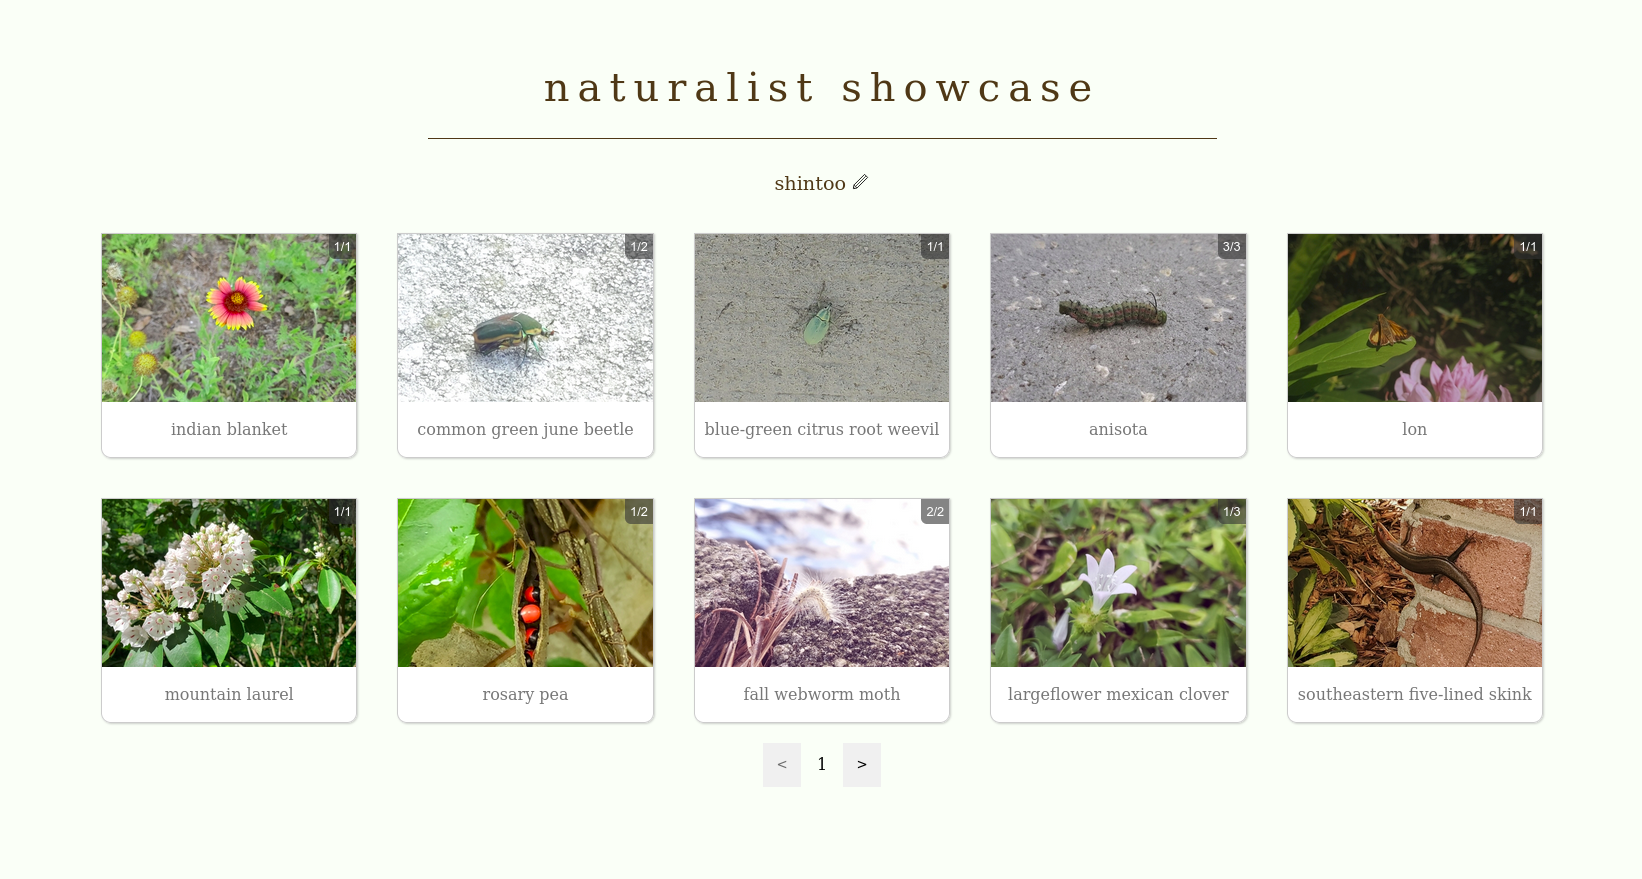 naturalist showcase
shintoo
1/1
1/2
1/1
3/3
1/1
indian blanket
common green june beetle
blue-green citrus root weevil
anisota
lon
1/1
1/2
2/2
1/3
1/1
mountain laurel
rosary pea
fall webworm moth
largeflower mexican clover
southeastern five-lined skink
< 1 >